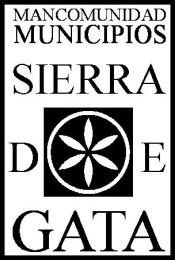 MANCOMUNIDAD
MUNICIPIOS
SIERRA
D E
GATA